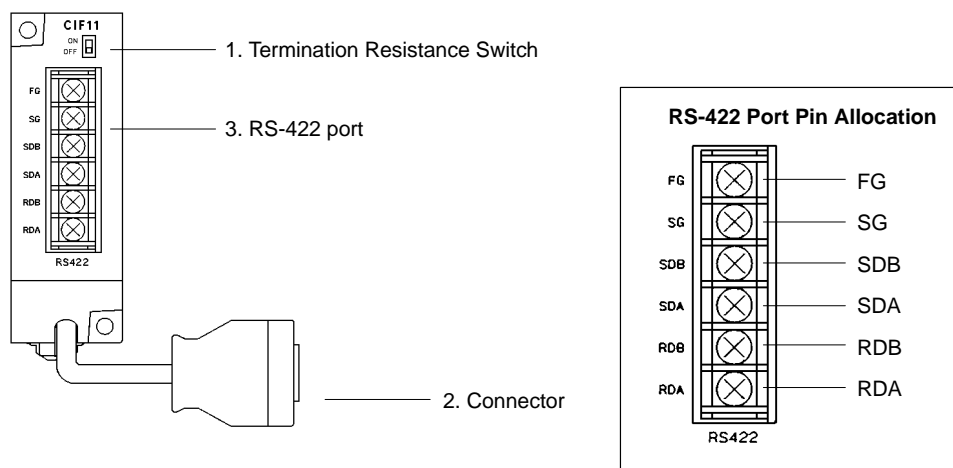 CIF11
ON
OFF
1. Termination Resistance Switch
FG
SG
3. RS-422 port
SDB
SDA
RDB
RDA
RS422
2. Connector
RS-422 Port Pin Allocation
FG FG
SG SG
SDB SDB
SDA SDA
RDB RDB
RDA RDA
RS422